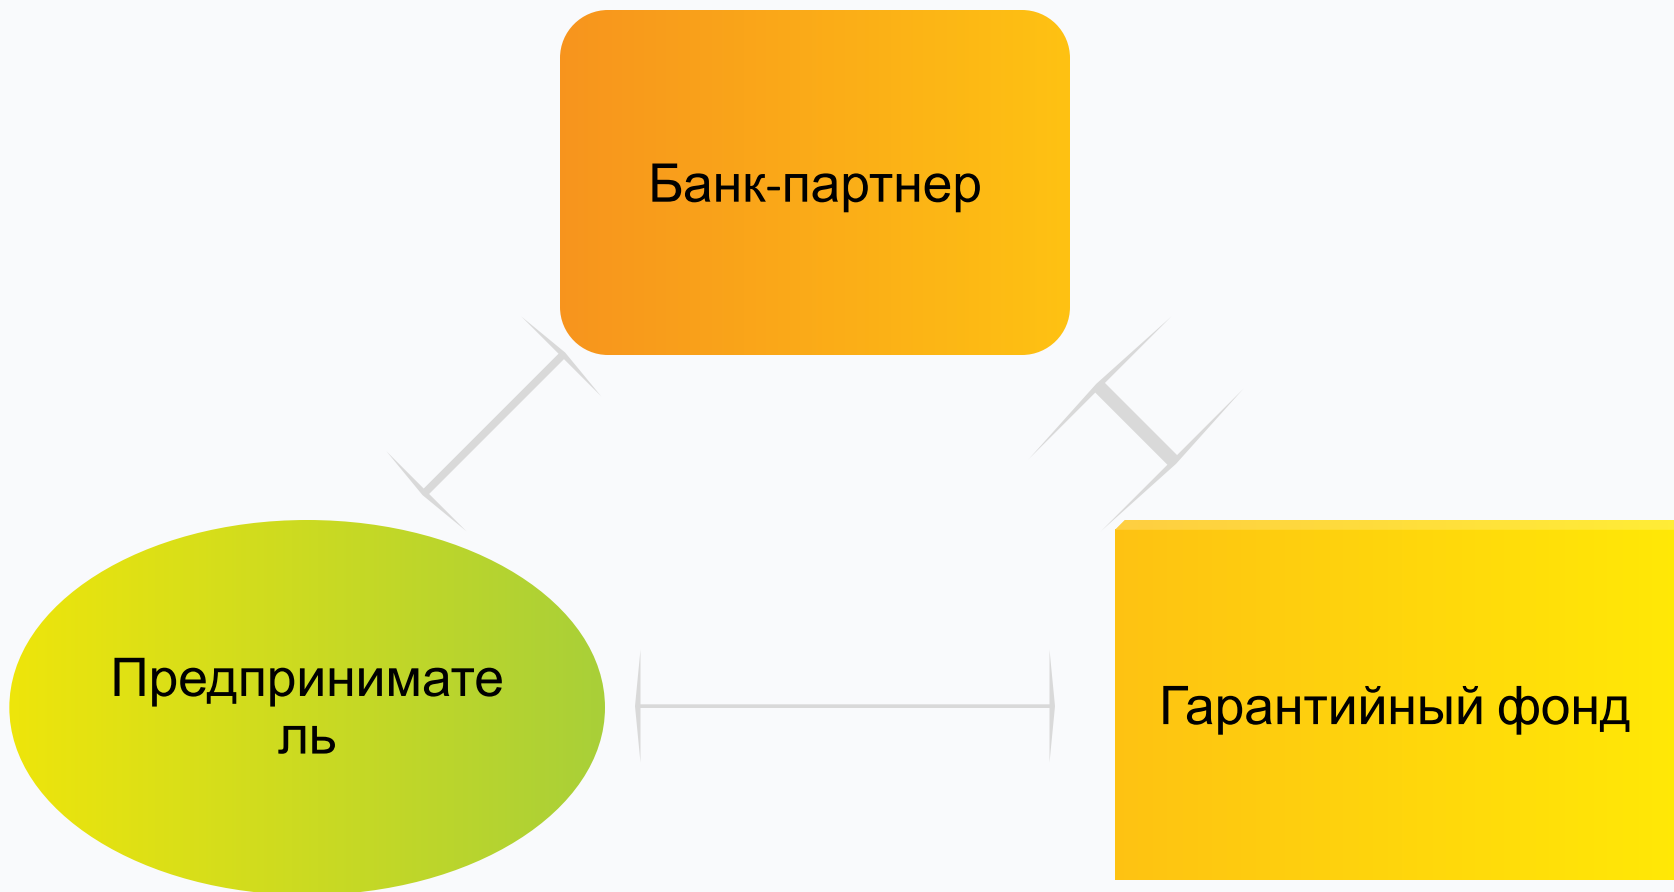 Банк-партнер
Предпринимате
ль
Гарантийный фонд